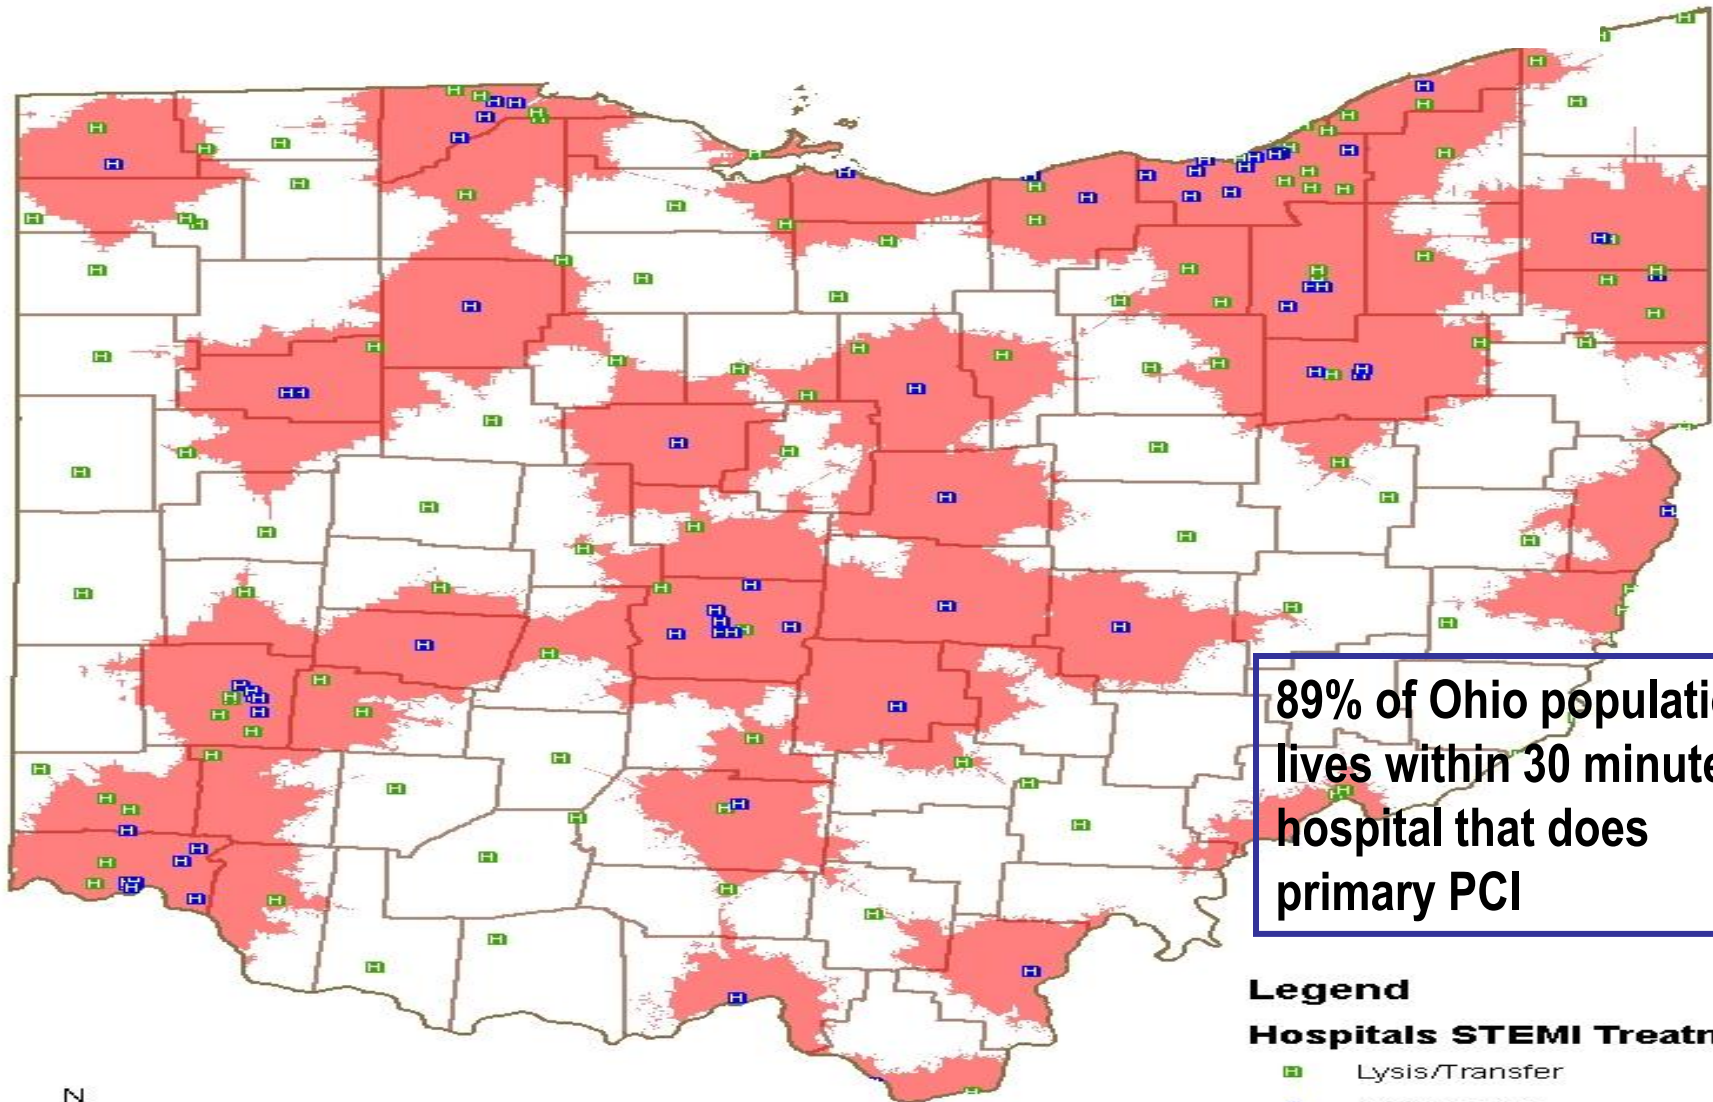 89% of Ohio populati
lives within 30 minute
hospital that does
primary PCI
Legend
Hospitals STEMI Treatn
H Lysis/Transfer
N